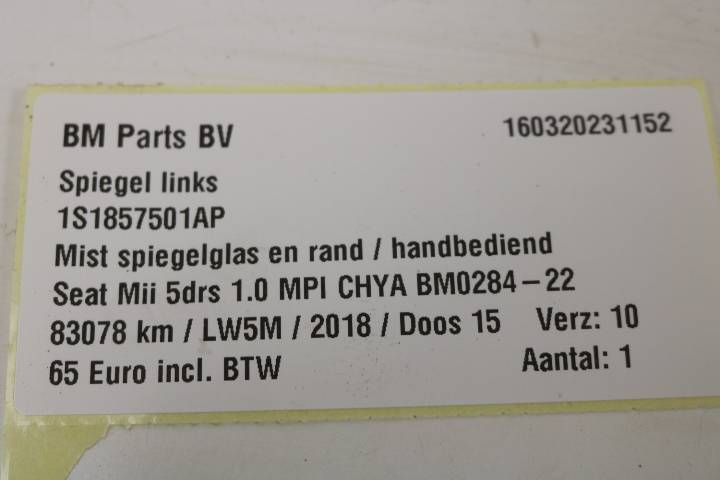 BM Parts BV 160320231152
Spiegel links
1S1857501AP
Mist spiegelglas en rand / handbediend
Seat Mii 5drs 1.0 MPI CHYA BM0284-22
83078 km / LW5M / 2018 / Doos 15 Verz: 10
65 Euro incl. BTW Aantal: 1